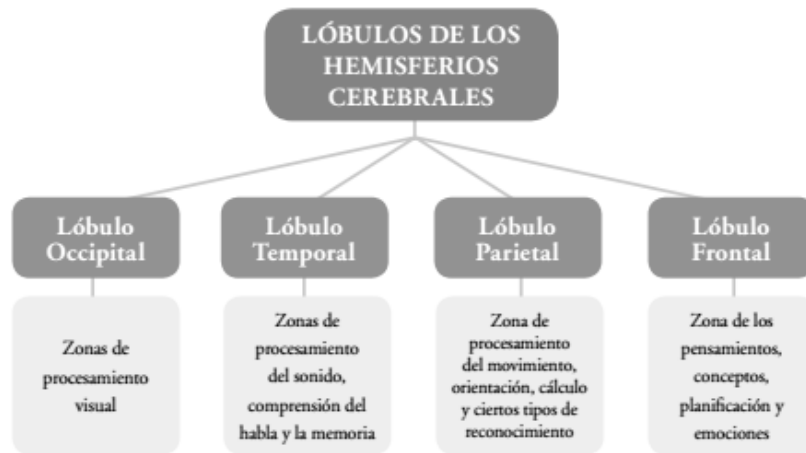 LÓBULOS DE LOS
HEMISFERIOS
CEREBRALES
Lóbulo
Occipital
Zonas de
procesamiento
visual
Lóbulo
Temporal
Zonas de
procesamiento
del sonido,
comprensión del
habla y la memoria
Lóbulo
Parietal
Zona de
procesamiento
del movimiento,
orientación, cálculo
y ciertos tipos de
reconocimiento
Lóbulo
Frontal
Zona de los
pensamientos,
conceptos,
planificación y
emociones